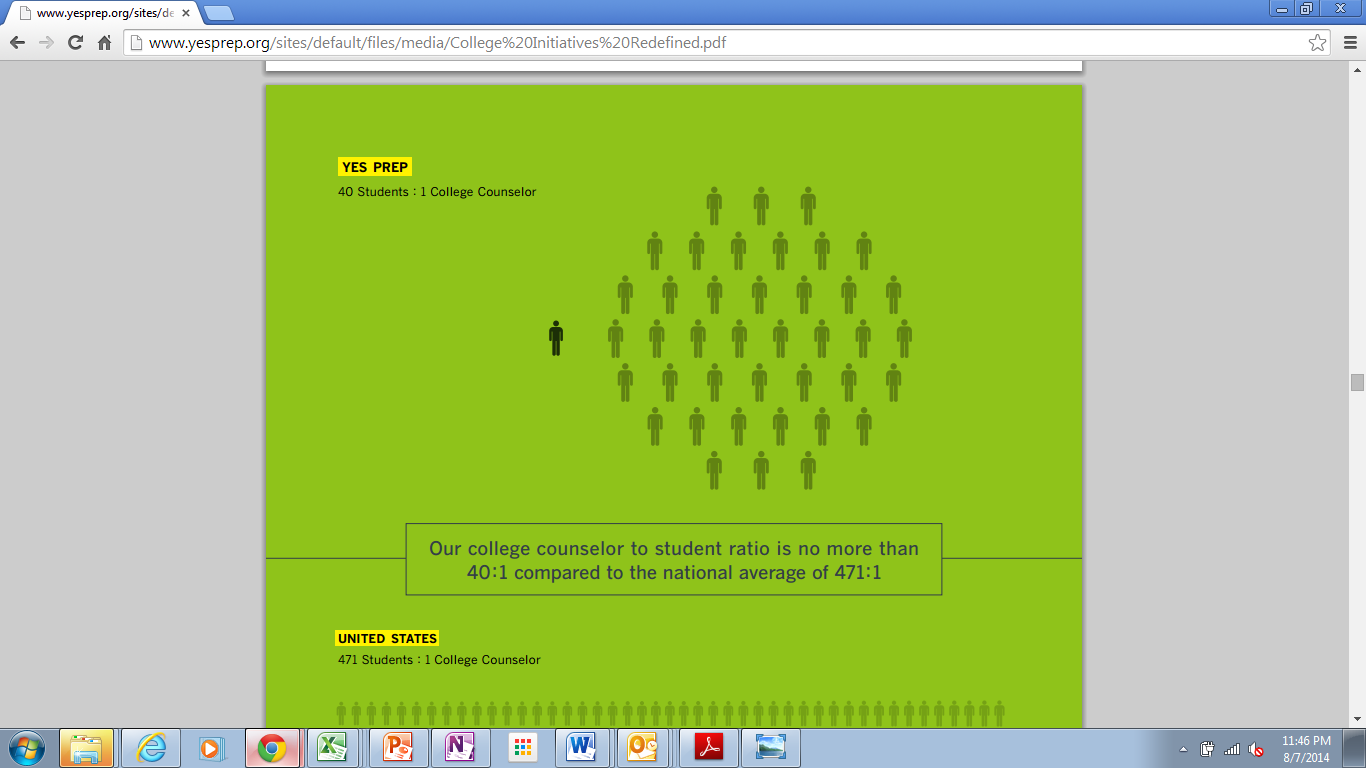 www.yesprep.org/sites/de
www.yesprep.org/sites/default/files/media/College%20Initiatives%20Redefined.pdf
YES PREP
40 Students : 1 College Counselor
Our college counselor to student ratio is no more than
40:1 compared to the national average of 471:1
UNITED STATES
471 Students : 1 College Counselor
11:46 PM
8/7/2014